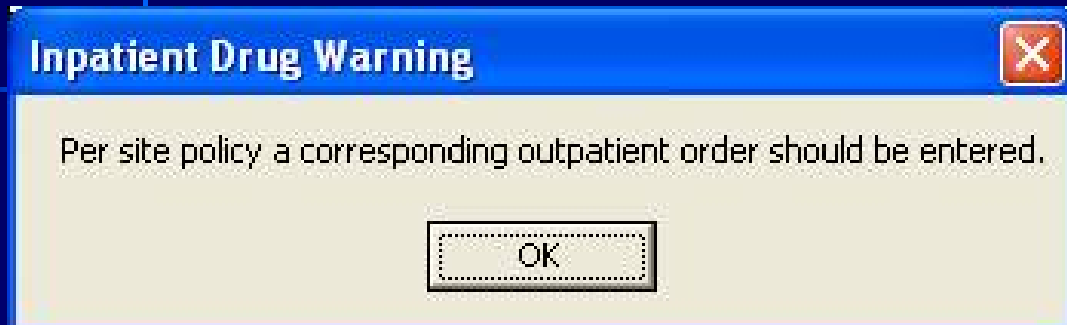 Inpatient Drug Warning
Per site policy a corresponding outpatient order should be entered.
OK